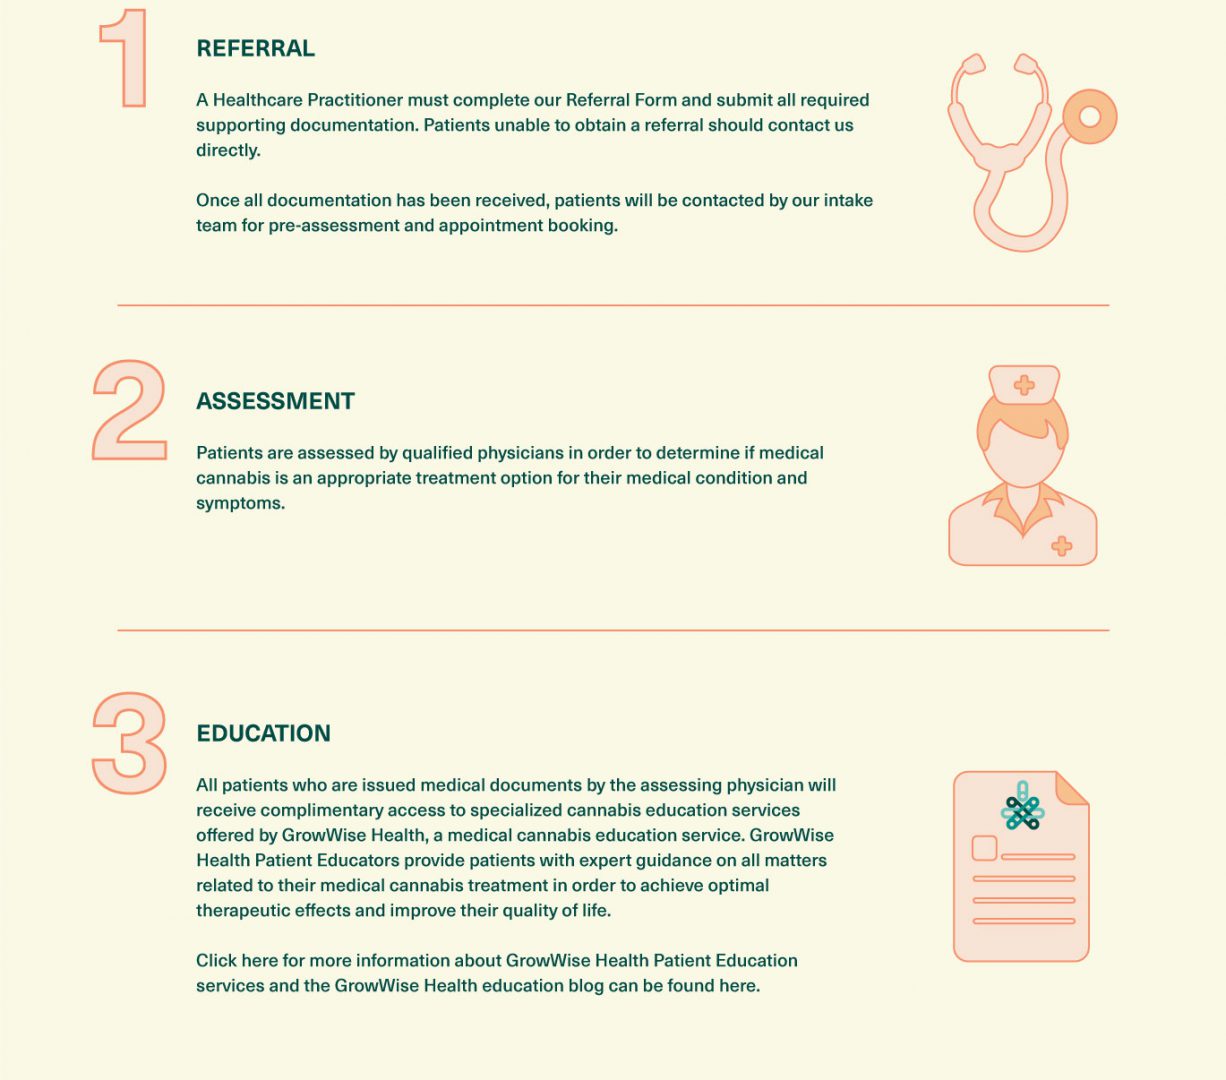 1
REFERRAL
A Healthcare Practitioner must complete our Referral Form and submit all required
supporting documentation. Patients unable to obtain a referral should contact us
directly.
Once all documentation has been received, patients will be contacted by our intake
team for pre-assessment and appointment booking.
2
ASSESSMENT
Patients are assessed by qualified physicians in order to determine if medical
cannabis is an appropriate treatment option for their medical condition and
symptoms.
3
EDUCATION
All patients who are issued medical documents by the assessing physician will
receive complimentary access to specialized cannabis education services
offered by GrowWise Health, a medical cannabis education service. GrowWise
Health Patient Educators provide patients with expert guidance on all matters
related to their medical cannabis treatment in order to achieve optimal
therapeutic effects and improve their quality of life.
Click here for more information about GrowWise Health Patient Education
services and the GrowWise Health education blog can be found here.